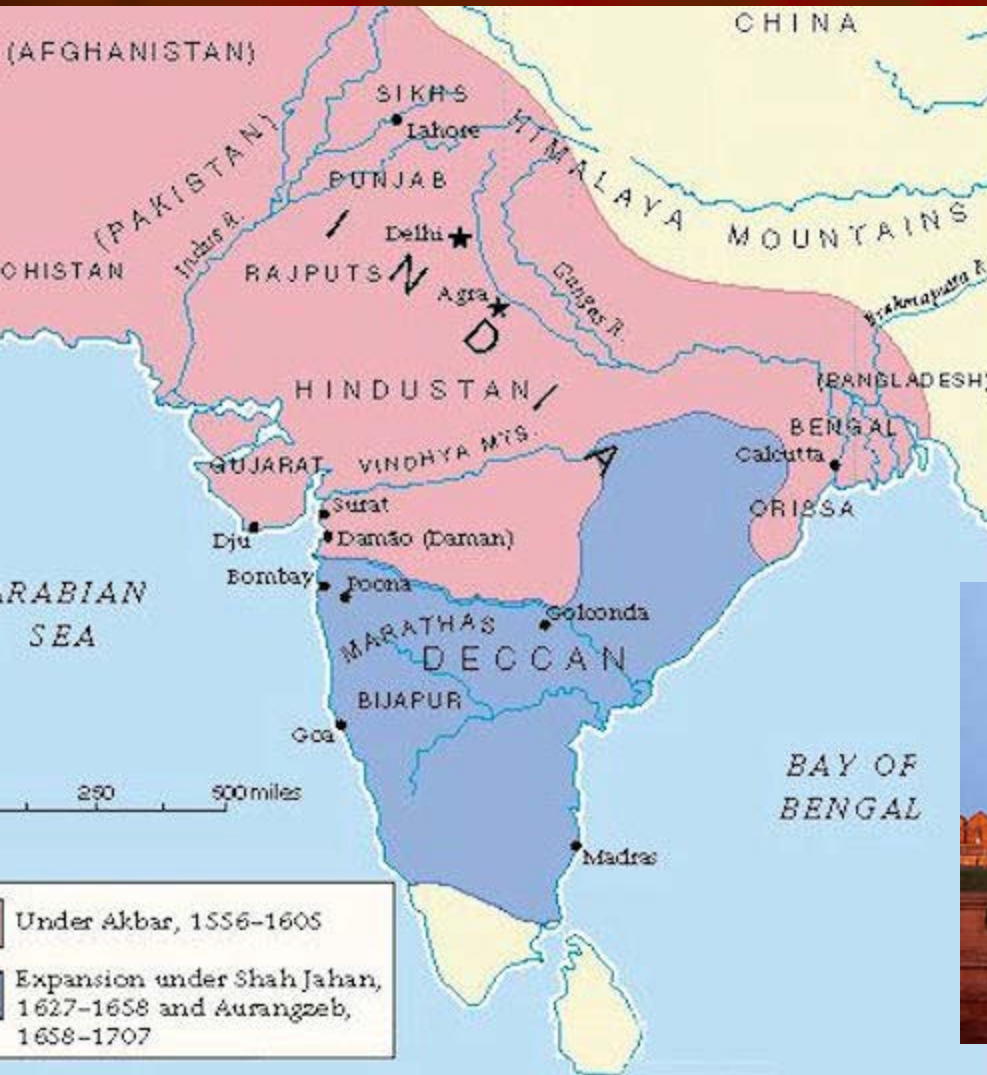 CHINA
(AFGHANISTAN)
SIKHS
Lahore
HIMALAYA MOUNTAINS
(PAKISTAN)
PUNJAB
Indus R.
Delhi
OCHISTAN
RAJPUTS
INDIA
Agra
Ganges R.
Brahmaputra R.
HINDUSTAN
(BANGLADESH)
BENGAL
VINDHYA MTS.
Calcutta
GUJARAT
Surat
ORISSA
Dju
Damão (Daman)
Bombay
Poona
ARABIAN
SEA
Golconda
MARATHAS
DECCAN
BIJAPUR
Goa
BAY OF
BENGAL
250
500 miles
Madras
Under Akbar, 1556–1605
Expansion under Shah Jahan,
1627–1658 and Aurangzeb,
1658–1707